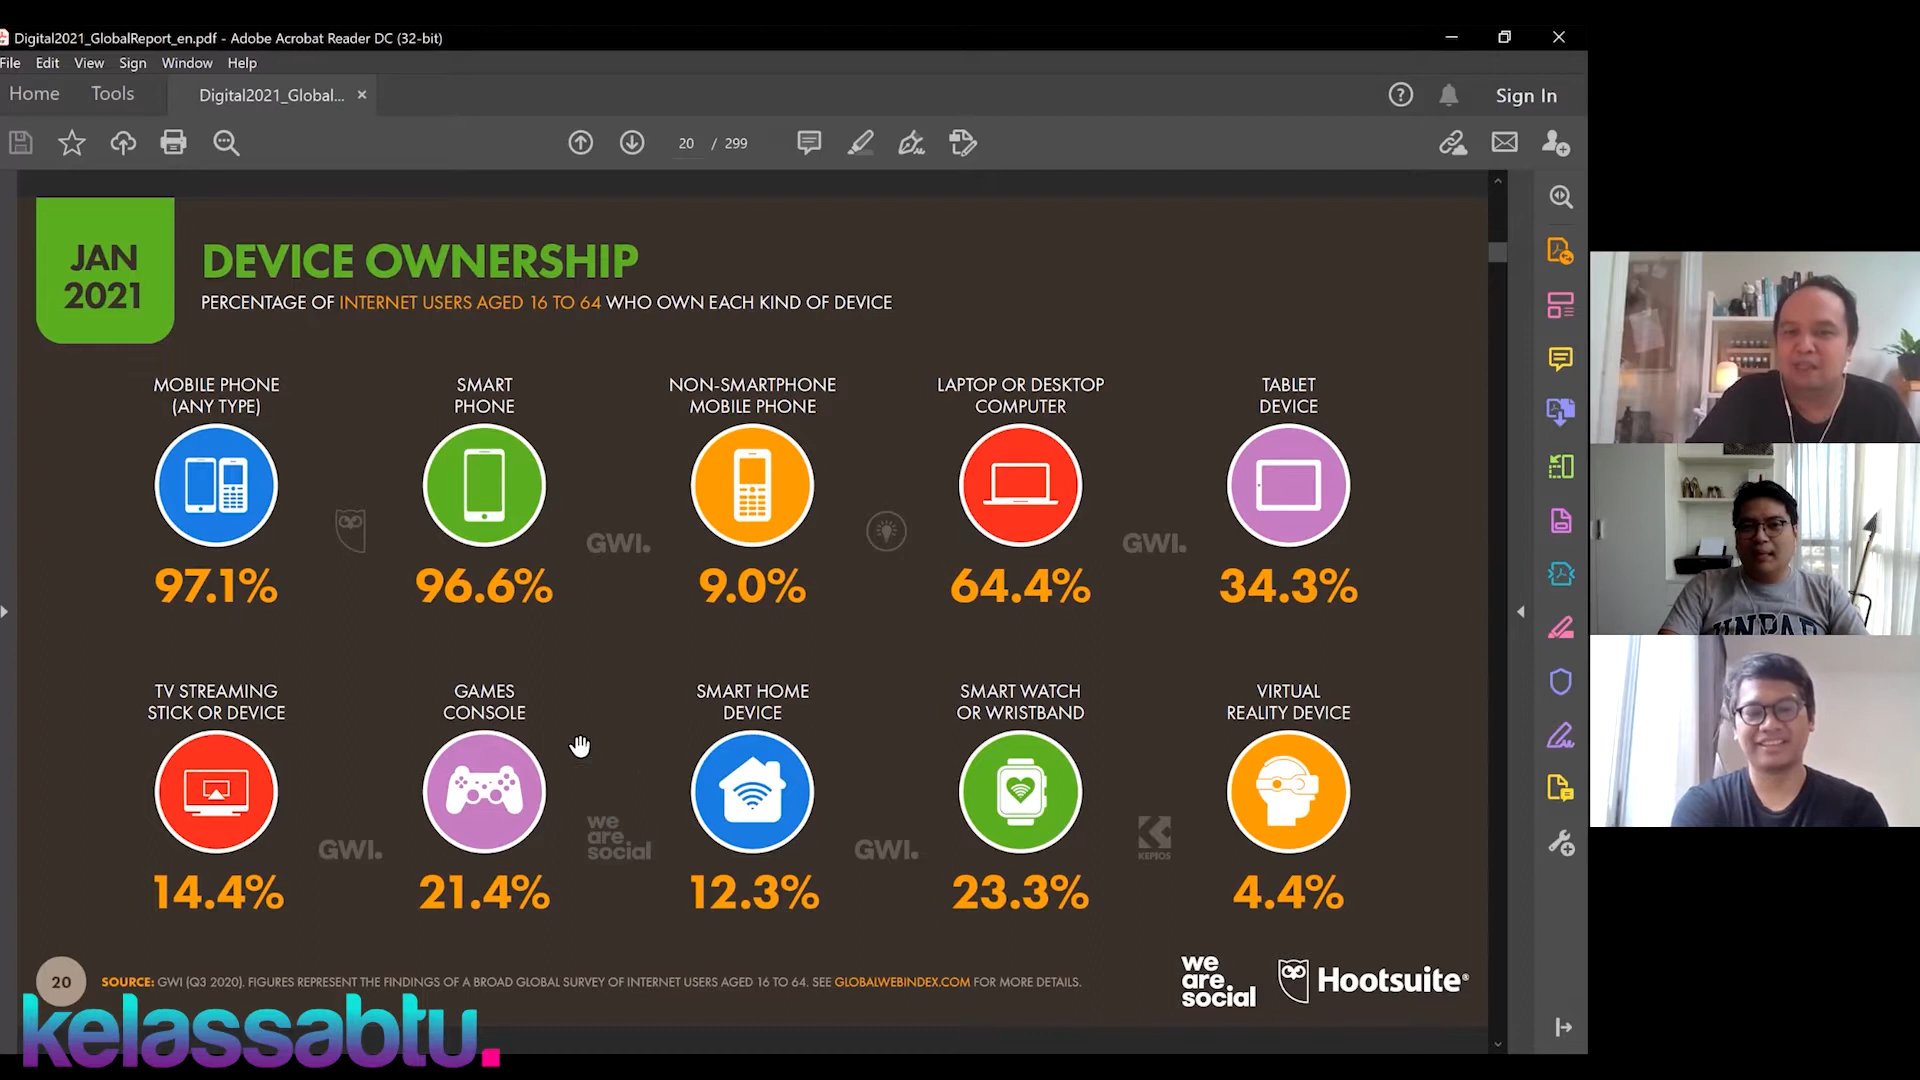 Digital2021_GlobalReport_en.pdf - Adobe Acrobat Reader DC (32-bit)
File Edit View Sign Window Help
Home Tools Digital2021_Global... × Sign In
20 / 299
JAN
2021
DEVICE OWNERSHIP
PERCENTAGE OF INTERNET USERS AGED 16 TO 64 WHO OWN EACH KIND OF DEVICE
MOBILE PHONE
(ANY TYPE)
97.1%
SMART
PHONE
96.6%
NON-SMARTPHONE
MOBILE PHONE
9.0%
LAPTOP OR DESKTOP
COMPUTER
64.4%
TABLET
DEVICE
34.3%
GWI.
GWI.
TV STREAMING
STICK OR DEVICE
14.4%
GAMES
CONSOLE
21.4%
SMART HOME
DEVICE
12.3%
SMART WATCH
OR WRISTBAND
23.3%
VIRTUAL
REALITY DEVICE
4.4%
GWI.
we
are
social
GWI.
KEPIOS
20
SOURCE: GWI (Q3 2020). FIGURES REPRESENT THE FINDINGS OF A BROAD GLOBAL SURVEY OF INTERNET USERS AGED 16 TO 64. SEE GLOBALWEBINDEX.COM FOR MORE DETAILS.
we
are
social
Hootsuite®
kelassabtu.
UNPAR